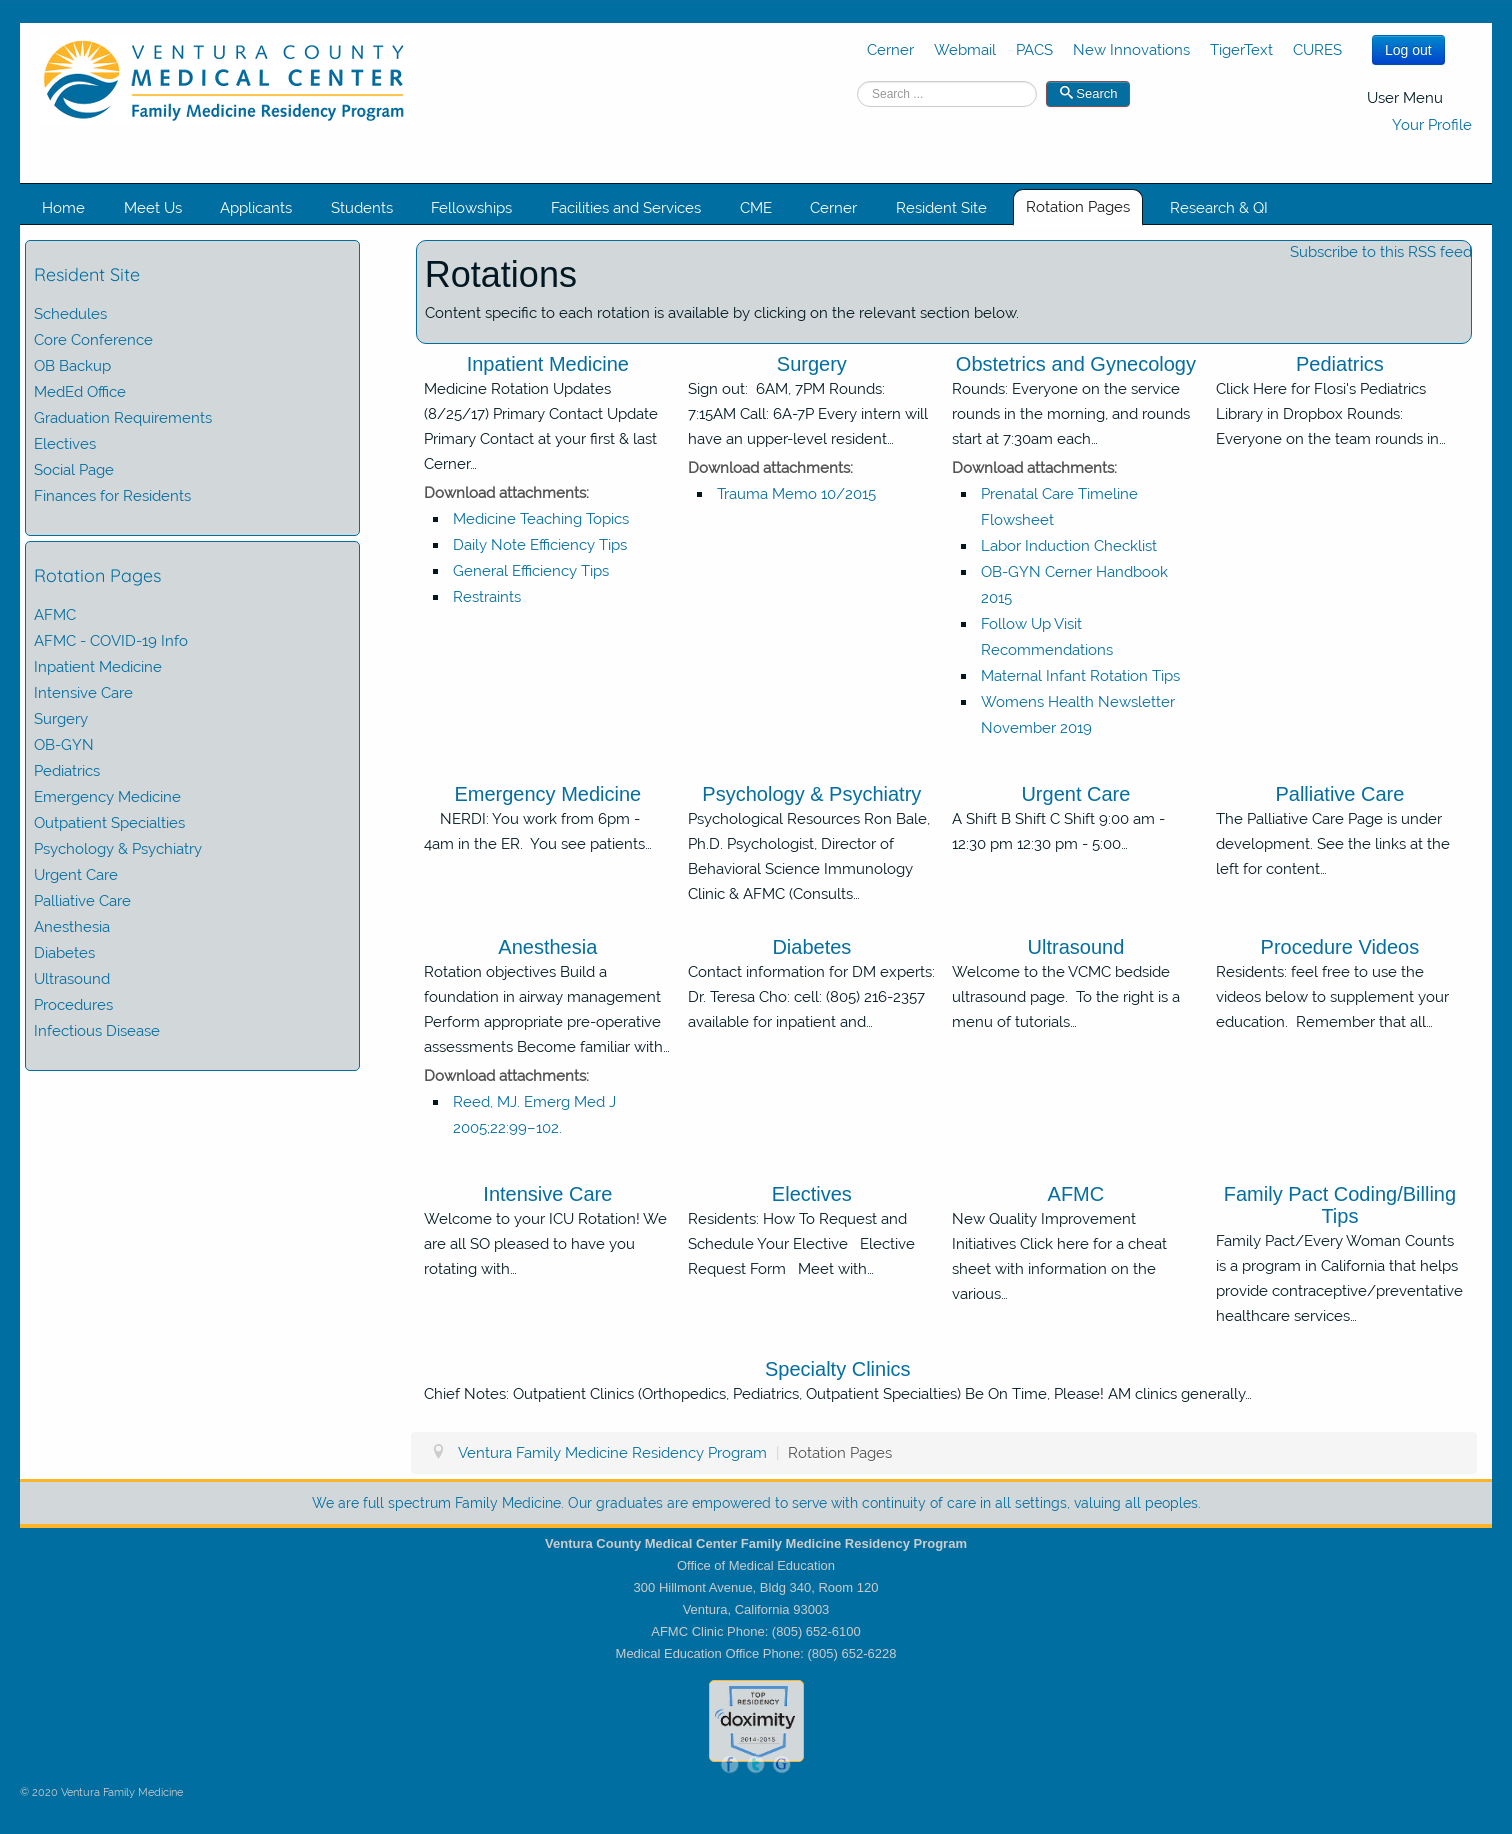 VENTURA COUNTY
MEDICAL CENTER
Family Medicine Residency Program
Cerner Webmail PACS New Innovations TigerText CURES Log out
Search ... Search
User Menu
Your Profile
Home Meet Us Applicants Students Fellowships Facilities and Services CME Cerner Resident Site Rotation Pages Research & QI
Resident Site
Schedules
Core Conference
OB Backup
MedEd Office
Graduation Requirements
Electives
Social Page
Finances for Residents
Rotation Pages
AFMC
AFMC - COVID-19 Info
Inpatient Medicine
Intensive Care
Surgery
OB-GYN
Pediatrics
Emergency Medicine
Outpatient Specialties
Psychology & Psychiatry
Urgent Care
Palliative Care
Anesthesia
Diabetes
Ultrasound
Procedures
Infectious Disease
Subscribe to this RSS feed
Rotations
Content specific to each rotation is available by clicking on the relevant section below.
Inpatient Medicine
Medicine Rotation Updates
(8/25/17) Primary Contact Update
Primary Contact at your first & last
Cerner…
Download attachments:
Medicine Teaching Topics
Daily Note Efficiency Tips
General Efficiency Tips
Restraints
Surgery
Sign out:  6AM, 7PM Rounds:
7:15AM Call: 6A-7P Every intern will
have an upper-level resident…
Download attachments:
Trauma Memo 10/2015
Obstetrics and Gynecology
Rounds: Everyone on the service
rounds in the morning, and rounds
start at 7:30am each…
Download attachments:
Prenatal Care Timeline
Flowsheet
Labor Induction Checklist
OB-GYN Cerner Handbook
2015
Follow Up Visit
Recommendations
Maternal Infant Rotation Tips
Womens Health Newsletter
November 2019
Pediatrics
Click Here for Flosi's Pediatrics
Library in Dropbox Rounds:
Everyone on the team rounds in…
Emergency Medicine
NERDI: You work from 6pm -
4am in the ER.  You see patients…
Psychology & Psychiatry
Psychological Resources Ron Bale,
Ph.D. Psychologist, Director of
Behavioral Science Immunology
Clinic & AFMC (Consults…
Urgent Care
A Shift B Shift C Shift 9:00 am -
12:30 pm 12:30 pm - 5:00…
Palliative Care
The Palliative Care Page is under
development. See the links at the
left for content…
Anesthesia
Rotation objectives Build a
foundation in airway management
Perform appropriate pre-operative
assessments Become familiar with…
Download attachments:
Reed, MJ. Emerg Med J
2005;22:99–102.
Diabetes
Contact information for DM experts:
Dr. Teresa Cho: cell: (805) 216-2357
available for inpatient and…
Ultrasound
Welcome to the VCMC bedside
ultrasound page.  To the right is a
menu of tutorials…
Procedure Videos
Residents: feel free to use the
videos below to supplement your
education.  Remember that all…
Intensive Care
Welcome to your ICU Rotation! We
are all SO pleased to have you
rotating with…
Electives
Residents: How To Request and
Schedule Your Elective   Elective
Request Form   Meet with…
AFMC
New Quality Improvement
Initiatives Click here for a cheat
sheet with information on the
various…
Family Pact Coding/Billing
Tips
Family Pact/Every Woman Counts
is a program in California that helps
provide contraceptive/preventative
healthcare services…
Specialty Clinics
Chief Notes: Outpatient Clinics (Orthopedics, Pediatrics, Outpatient Specialties) Be On Time, Please! AM clinics generally…
Ventura Family Medicine Residency Program | Rotation Pages
We are full spectrum Family Medicine. Our graduates are empowered to serve with continuity of care in all settings, valuing all peoples.
Ventura County Medical Center Family Medicine Residency Program
Office of Medical Education
300 Hillmont Avenue, Bldg 340, Room 120
Ventura, California 93003
AFMC Clinic Phone: (805) 652-6100
Medical Education Office Phone: (805) 652-6228
TOP
RESIDENCY
doximity
2014-2015
f t G
© 2020 Ventura Family Medicine